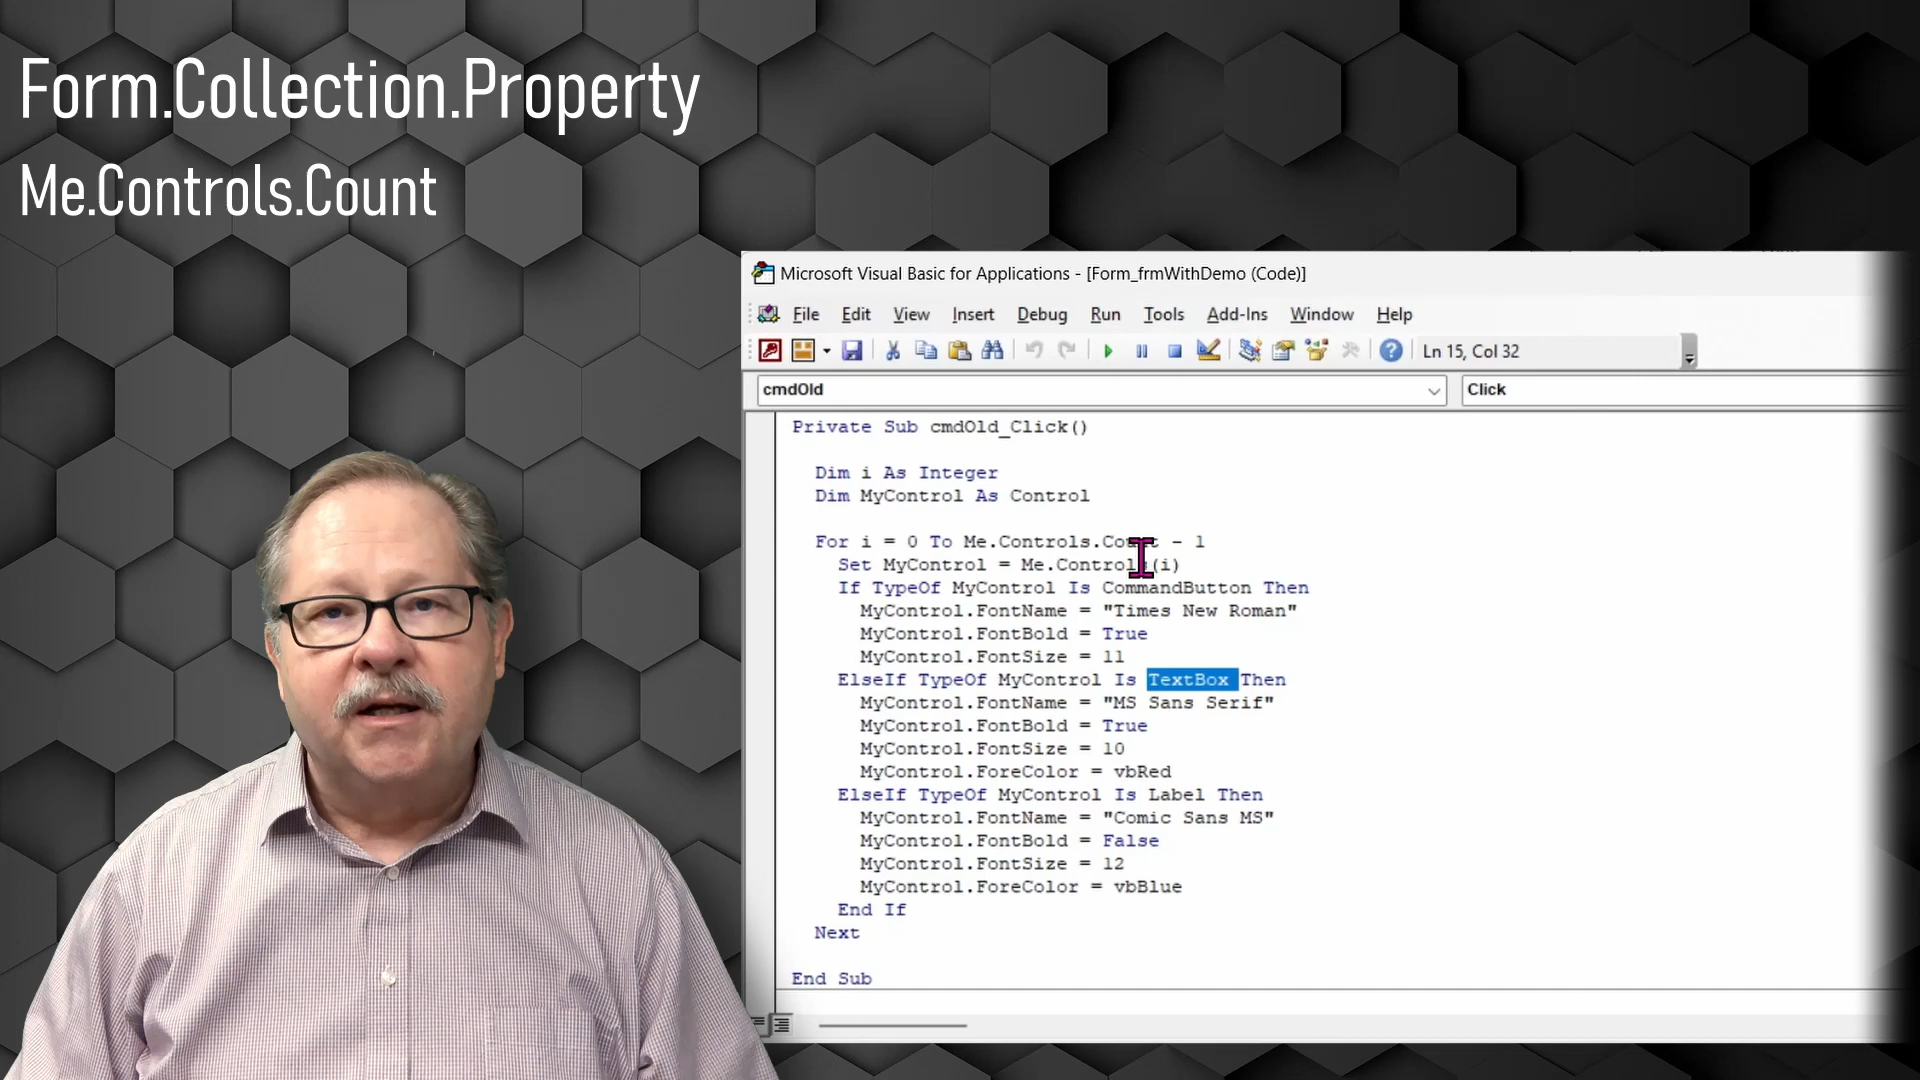 Form.Collection.Property
Me.Controls.Count
Microsoft Visual Basic for Applications - [Form_frmWithDemo (Code)]
File Edit View Insert Debug Run Tools Add-Ins Window Help
Ln 15, Col 32
cmdOld Click
Private Sub cmdOld_Click()
Dim i As Integer
Dim MyControl As Control
For i = 0 To Me.Controls.Count - 1
Set MyControl = Me.Controls(i)
If TypeOf MyControl Is CommandButton Then
MyControl.FontName = "Times New Roman"
MyControl.FontBold = True
MyControl.FontSize = 11
ElseIf TypeOf MyControl Is TextBox Then
MyControl.FontName = "MS Sans Serif"
MyControl.FontBold = True
MyControl.FontSize = 10
MyControl.ForeColor = vbRed
ElseIf TypeOf MyControl Is Label Then
MyControl.FontName = "Comic Sans MS"
MyControl.FontBold = False
MyControl.FontSize = 12
MyControl.ForeColor = vbBlue
End If
Next
End Sub